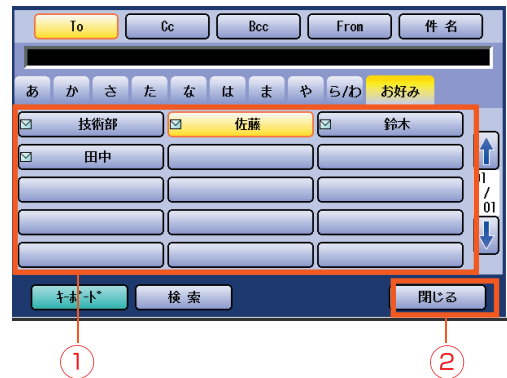 To Cc Bcc From 件名
あ か さ た な は ま や ら/わ お好み
技術部 佐藤 鈴木
田中
01
/
01
ｷｰﾎﾞｰﾄﾞ 検索 閉じる
① ②